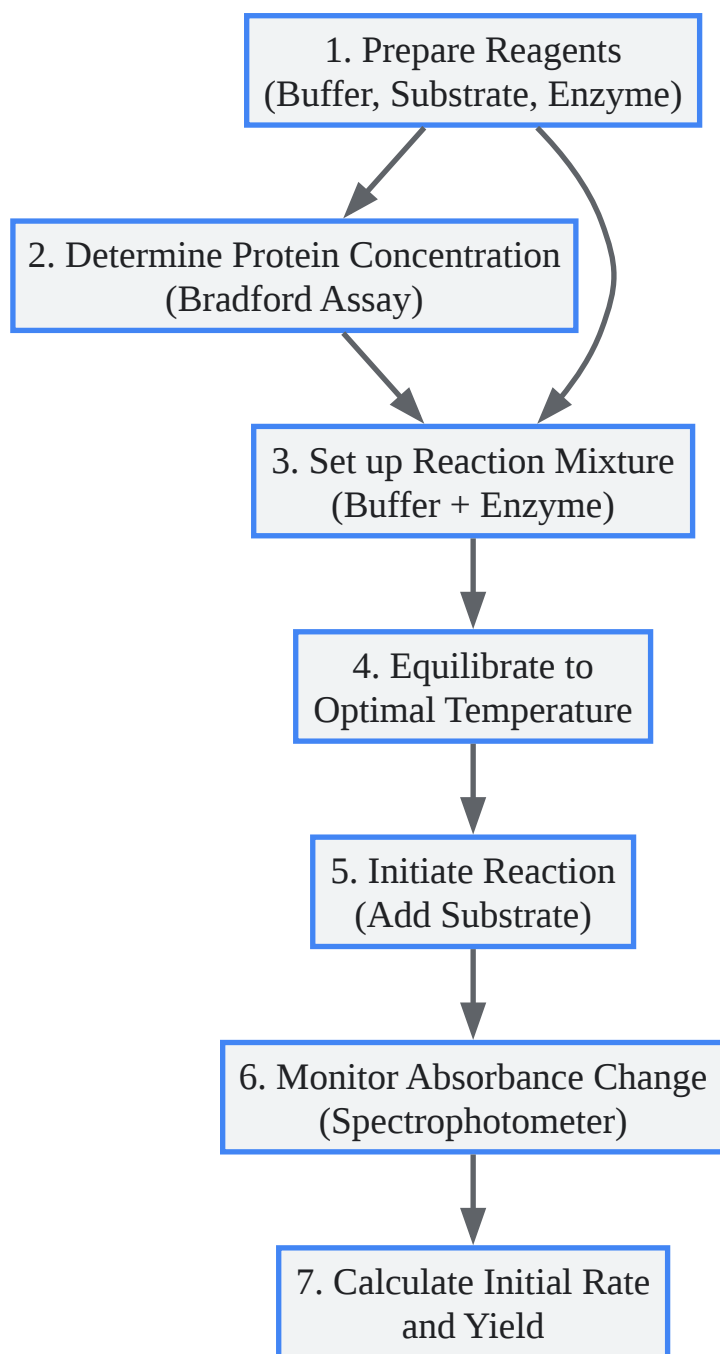 1. Prepare Reagents
(Buffer, Substrate, Enzyme)
2. Determine Protein Concentration
(Bradford Assay)
3. Set up Reaction Mixture
(Buffer + Enzyme)
4. Equilibrate to
Optimal Temperature
5. Initiate Reaction
(Add Substrate)
6. Monitor Absorbance Change
(Spectrophotometer)
7. Calculate Initial Rate
and Yield